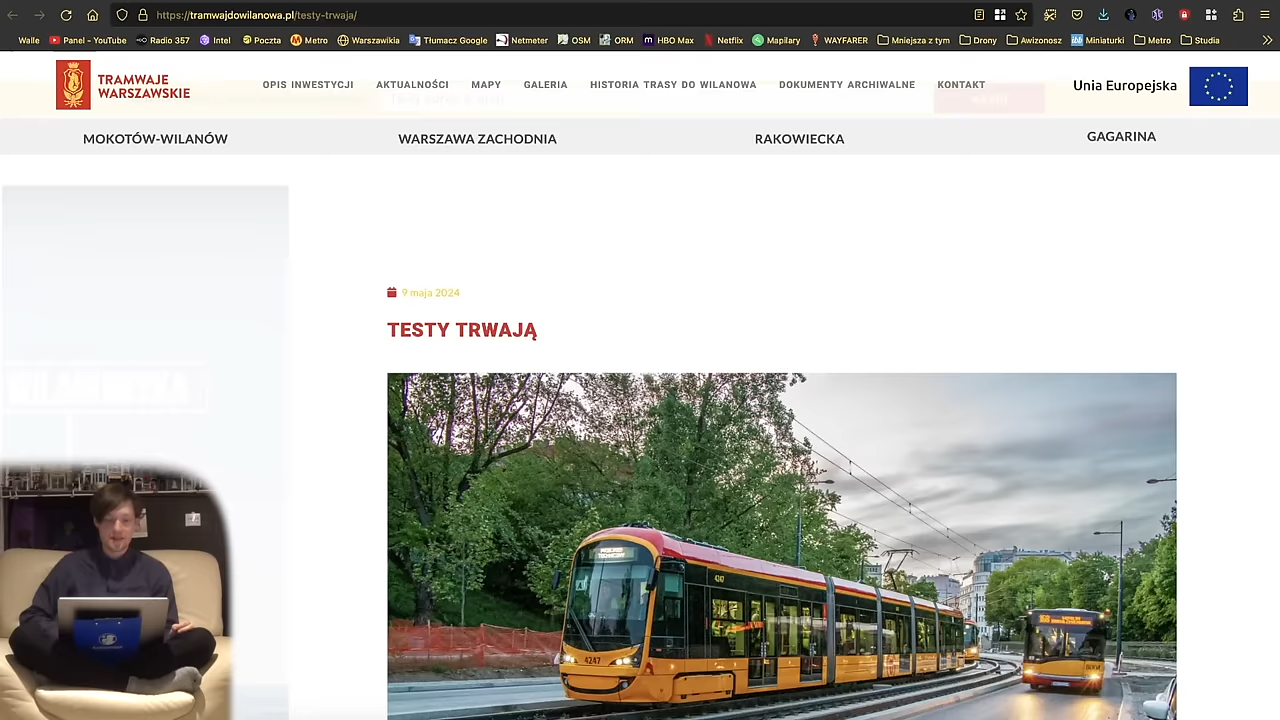 https://tramwajdowilanowa.pl/testy-trwaja/
Walle Panel - YouTube Radio 357 Intel Poczta Metro Warszawikia Tłumacz Google Netmeter OSM ORM HBO Max Netflix Mapilary WAYFARER Mniejsza z tym Drony Awizonosz Miniaturki Metro Studia
TRAMWAJE
WARSZAWSKIE
OPIS INWESTYCJI AKTUALNOŚCI MAPY GALERIA HISTORIA TRASY DO WILANOWA DOKUMENTY ARCHIWALNE KONTAKT
Unia Europejska
MOKOTÓW-WILANÓW WARSZAWA ZACHODNIA RAKOWIECKA GAGARINA
9 maja 2024
TESTY TRWAJĄ
4247
4247
168